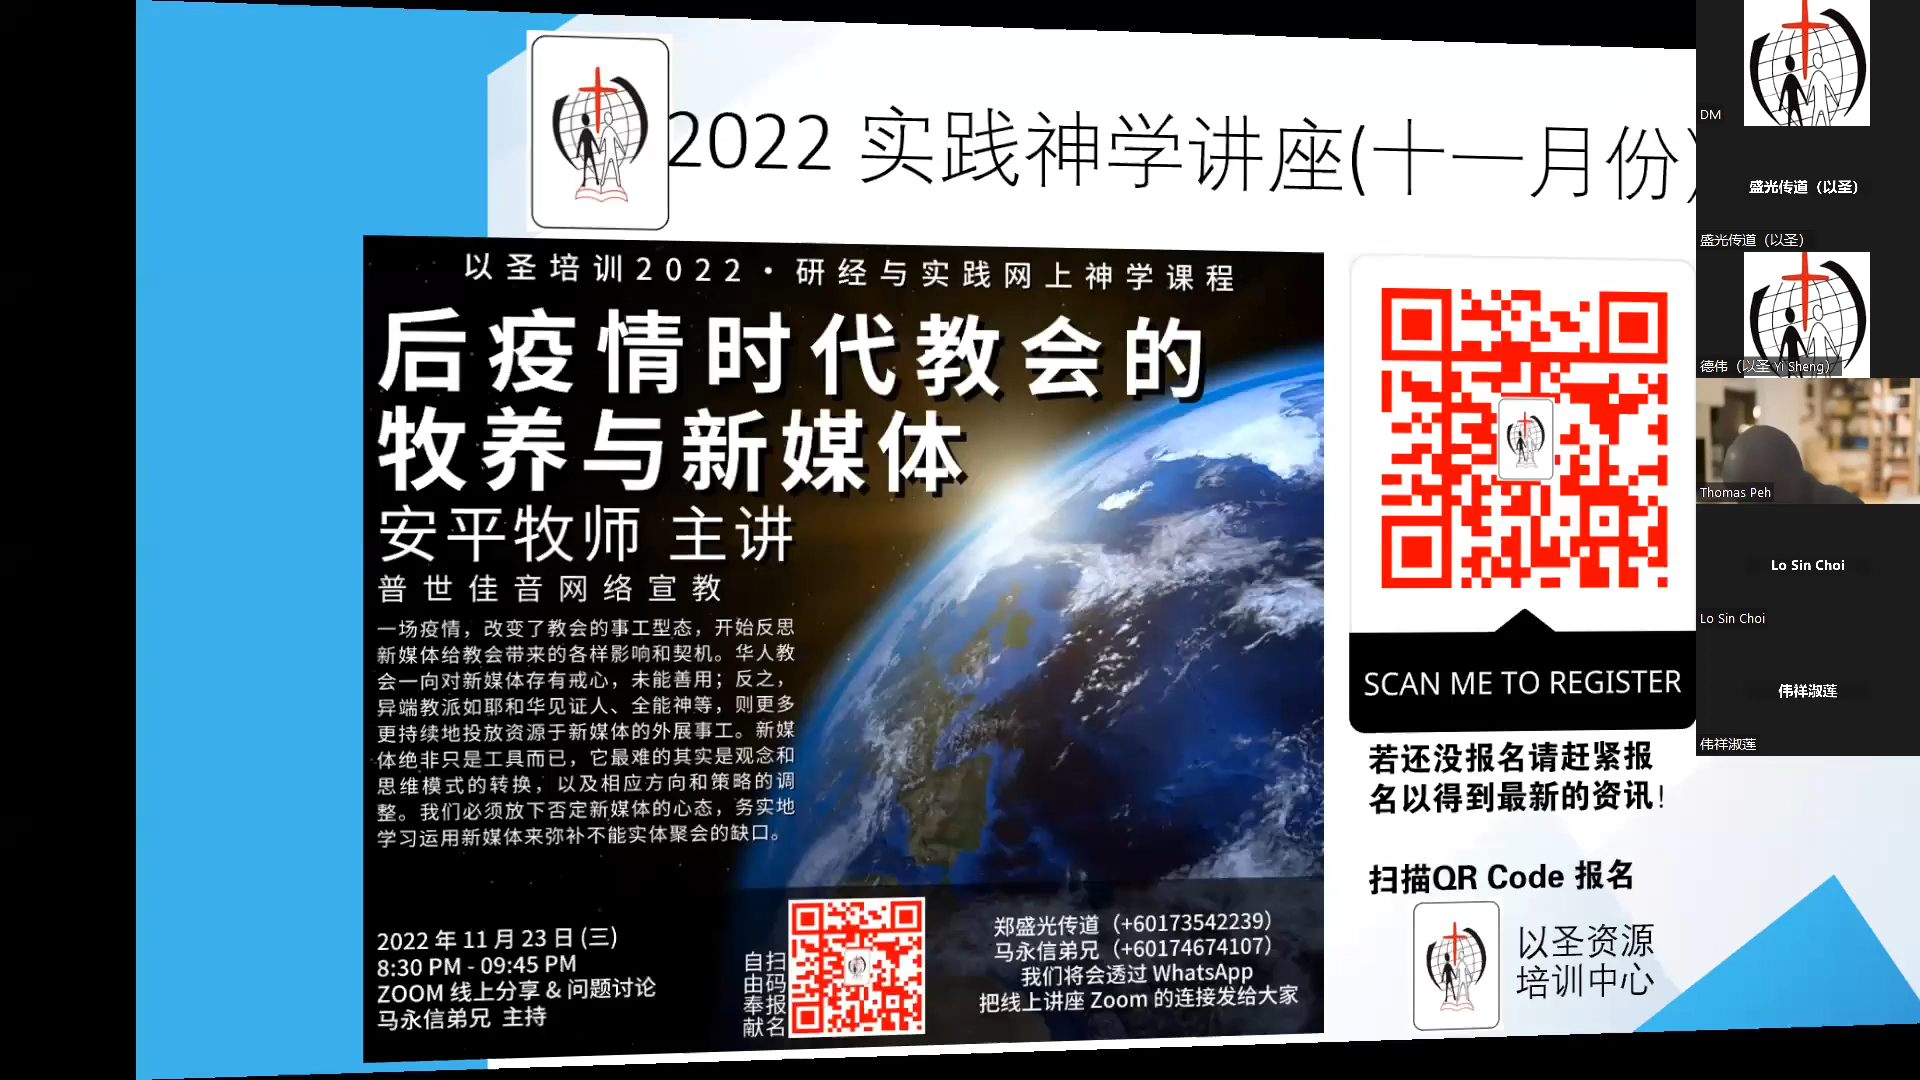 2022 实践神学讲座(十一月份)
以圣培训2022·研经与实践网上神学课程
后疫情时代教会的
牧养与新媒体
安平牧师 主讲
普世佳音网络宣教
一场疫情，改变了教会的事工型态，开始反思
新媒体给教会带来的各样影响和契机。华人教
会一向对新媒体存有戒心，未能善用；反之，
异端教派如耶和华见证人、全能神等，则更多
更持续地投放资源于新媒体的外展事工。新媒
体绝非只是工具而已，它最难的其实是观念和
思维模式的转换，以及相应方向和策略的调
整。我们必须放下否定新媒体的心态，务实地
学习运用新媒体来弥补不能实体聚会的缺口。
2022 年 11 月 23 日 (三)
8:30 PM - 09:45 PM
ZOOM 线上分享 & 问题讨论
马永信弟兄 主持
自由奉献
扫码报名
郑盛光传道（+60173542239）
马永信弟兄（+60174674107）
我们将会透过 WhatsApp
把线上讲座 Zoom 的连接发给大家
SCAN ME TO REGISTER
若还没报名请赶紧报
名以得到最新的资讯！
扫描QR Code 报名
以圣资源
培训中心
DM
盛光传道（以圣）
盛光传道（以圣）
德伟（以圣 Yi Sheng）
Thomas Peh
Lo Sin Choi
Lo Sin Choi
伟祥淑莲
伟祥淑莲